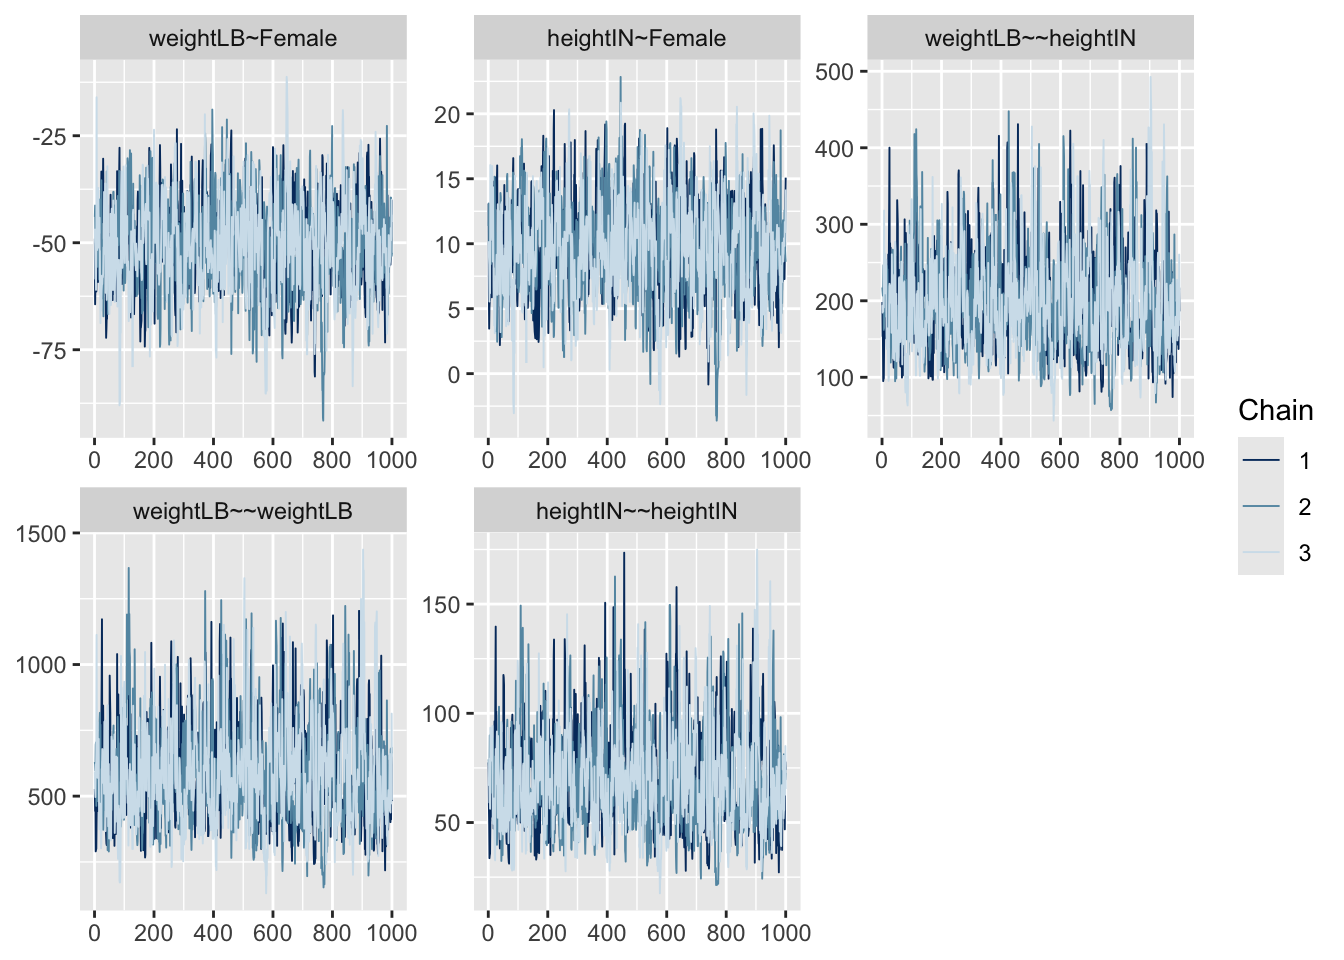 weightLB~Female
heightIN~Female
weightLB~~heightIN
-25
-50
-75
0 200 400 600 800 1000
20
15
10
5
0
0 200 400 600 800 1000
500
400
300
200
100
0 200 400 600 800 1000
Chain
1
2
3
weightLB~~weightLB
heightIN~~heightIN
1500
1000
500
0 200 400 600 800 1000
150
100
50
0 200 400 600 800 1000